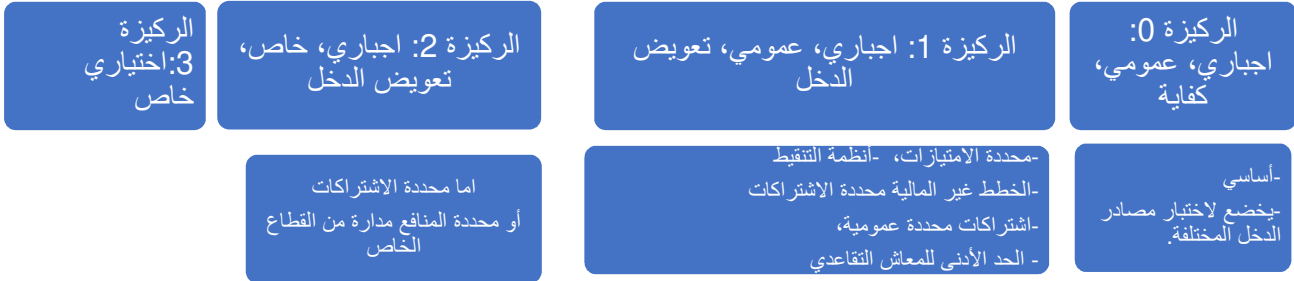 الركيزة 0:
اجباري، عمومي،
كفاية
الركيزة 1: اجباري، عمومي، تعويض
الدخل
الركيزة 2: اجباري، خاص،
تعويض الدخل
الركيزة
3:اختياري
خاص
-أساسي
-يخضع لاختبار مصادر
الدخل المختلفة.
-محددة الامتيازات، -أنظمة التنقيط
-الخطط غير المالية محددة الاشتراكات
-اشتراكات محددة عمومية،
- الحد الأدنى للمعاش التقاعدي
اما محددة الاشتراكات
أو محددة المنافع مدارة من القطاع
الخاص